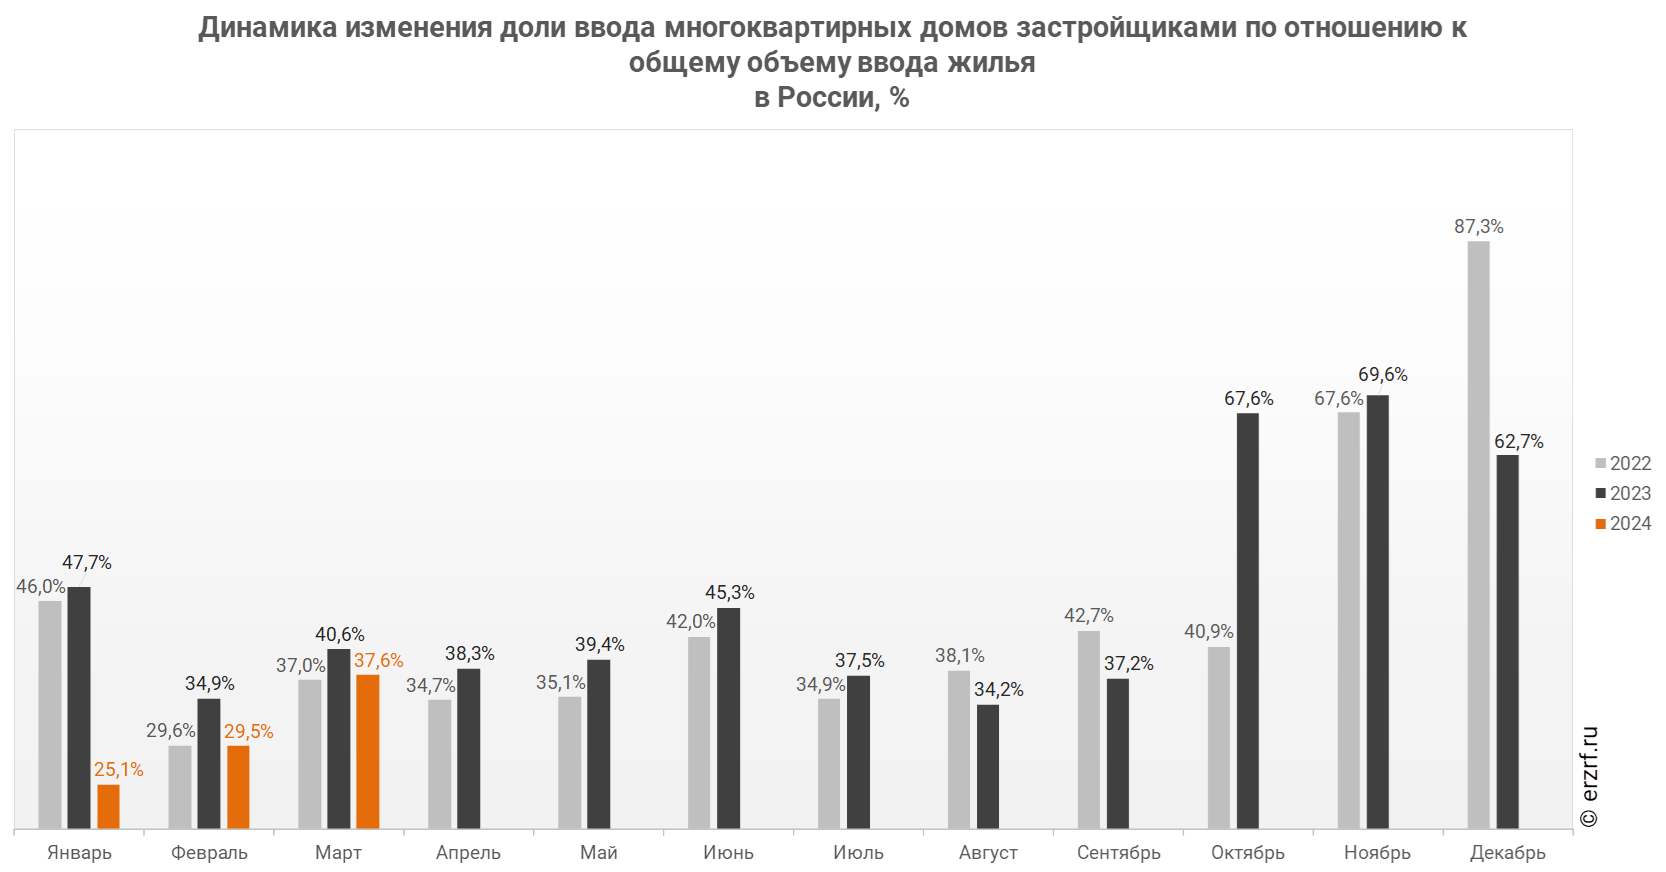 Динамика изменения доли ввода многоквартирных домов застройщиками по отношению к
общему объему ввода жилья
в России, %
46,0%
47,7%
25,1%
29,6%
34,9%
29,5%
37,0%
40,6%
37,6%
34,7%
38,3%
35,1%
39,4%
42,0%
45,3%
34,9%
37,5%
38,1%
34,2%
42,7%
37,2%
40,9%
67,6%
67,6%
69,6%
87,3%
62,7%
Январь
Февраль
Март
Апрель
Май
Июнь
Июль
Август
Сентябрь
Октябрь
Ноябрь
Декабрь
2022
2023
2024
© erzrf.ru